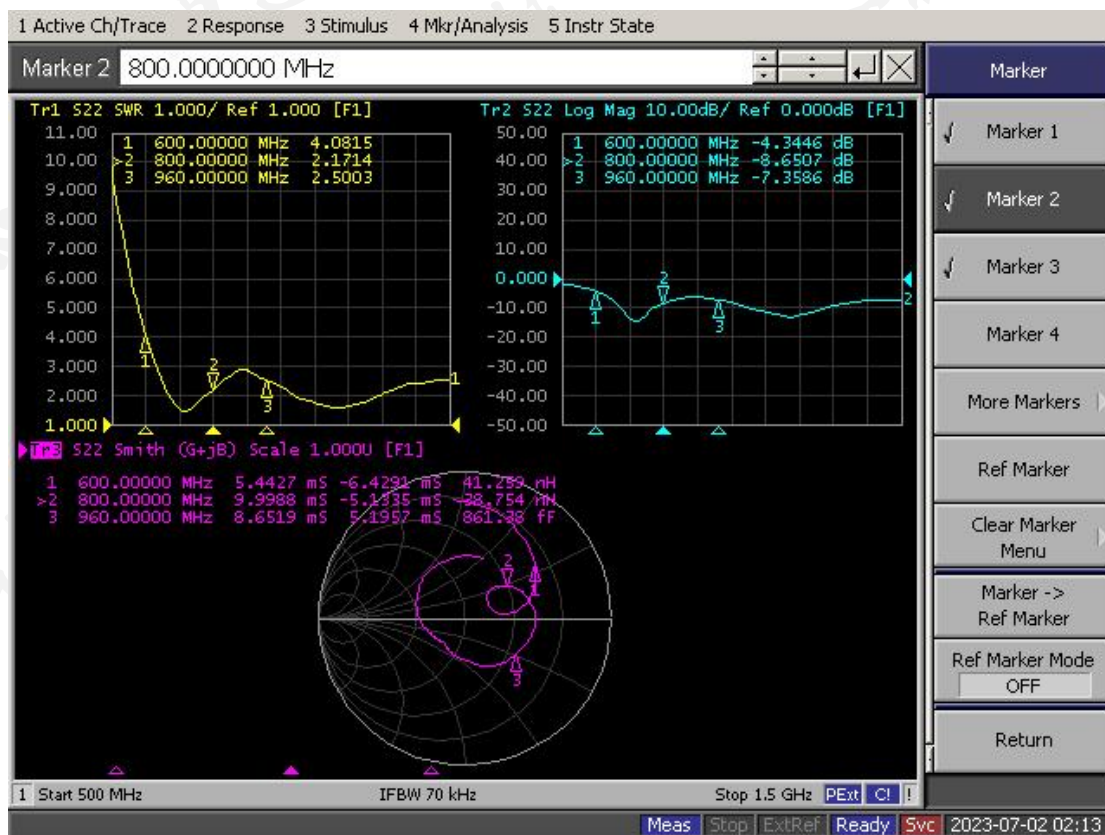 1 Active Ch/Trace 2 Response 3 Stimulus 4 Mkr/Analysis 5 Instr State
Marker 2 800.0000000 MHz
Marker
Tr1 S22 SWR 1.000/ Ref 1.000 [F1]
11.00
10.00
9.000
8.000
7.000
6.000
5.000
4.000
3.000
2.000
1.000
1 600.00000 MHz 4.0815
>2 800.00000 MHz 2.1714
3 960.00000 MHz 2.5003
1
2
3
1
Tr2 S22 Log Mag 10.00dB/ Ref 0.000dB [F1]
50.00
40.00
30.00
20.00
10.00
0.000
-10.00
-20.00
-30.00
-40.00
-50.00
1 600.00000 MHz -4.3446 dB
>2 800.00000 MHz -8.6507 dB
3 960.00000 MHz -7.3586 dB
1
2
3
2
Tr3 S22 Smith (G+jB) Scale 1.000U [F1]
1 600.00000 MHz 5.4427 mS -6.4291 mS 41.259 nH
>2 800.00000 MHz 9.9988 mS -5.1335 mS -38.754 nH
3 960.00000 MHz 8.6519 mS 5.1957 mS 861.38 fF
2
1
3
Marker 1
Marker 2
Marker 3
Marker 4
More Markers
Ref Marker
Clear Marker
Menu
Marker ->
Ref Marker
Ref Marker Mode
OFF
Return
1 Start 500 MHz IFBW 70 kHz Stop 1.5 GHz PExt C! !
Meas Stop ExtRef Ready Svc 2023-07-02 02:13